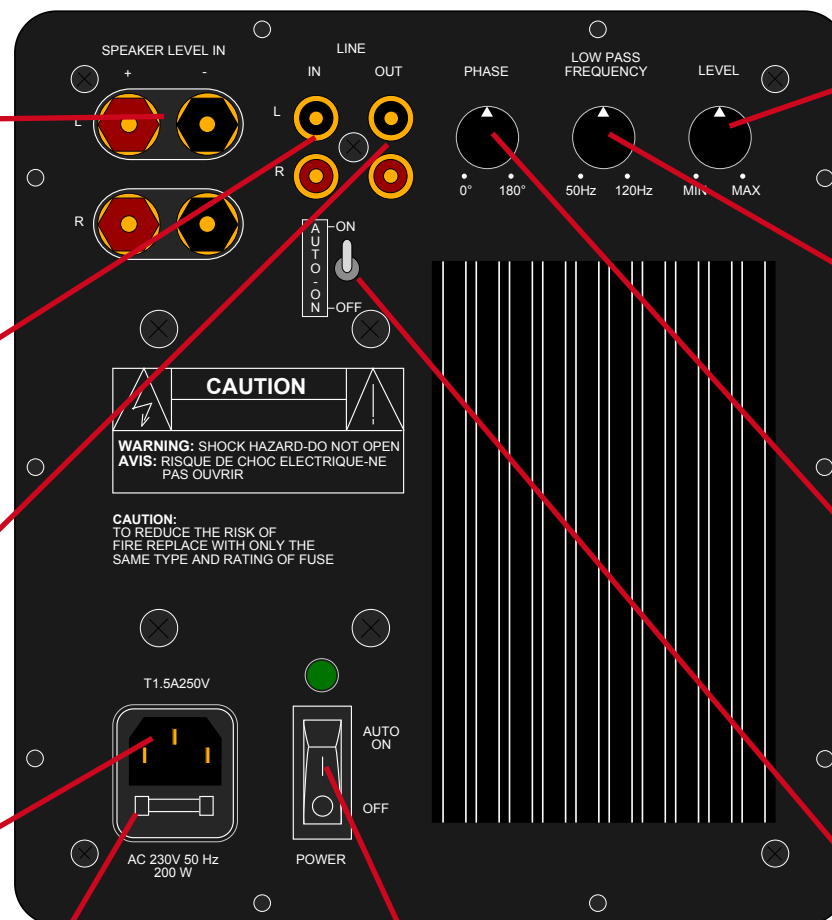 SPEAKER LEVEL IN
+ -
L
R
LINE
IN OUT
L
R
PHASE
0° 180°
LOW PASS
FREQUENCY
50Hz 120Hz
LEVEL
MIN MAX
AUTO-ON
ON
OFF
CAUTION
WARNING: SHOCK HAZARD-DO NOT OPEN
AVIS: RISQUE DE CHOC ELECTRIQUE-NE
PAS OUVRIR
CAUTION:
TO REDUCE THE RISK OF
FIRE REPLACE WITH ONLY THE
SAME TYPE AND RATING OF FUSE
T1.5A250V
AC 230V 50 Hz
200 W
AUTO
ON
OFF
POWER